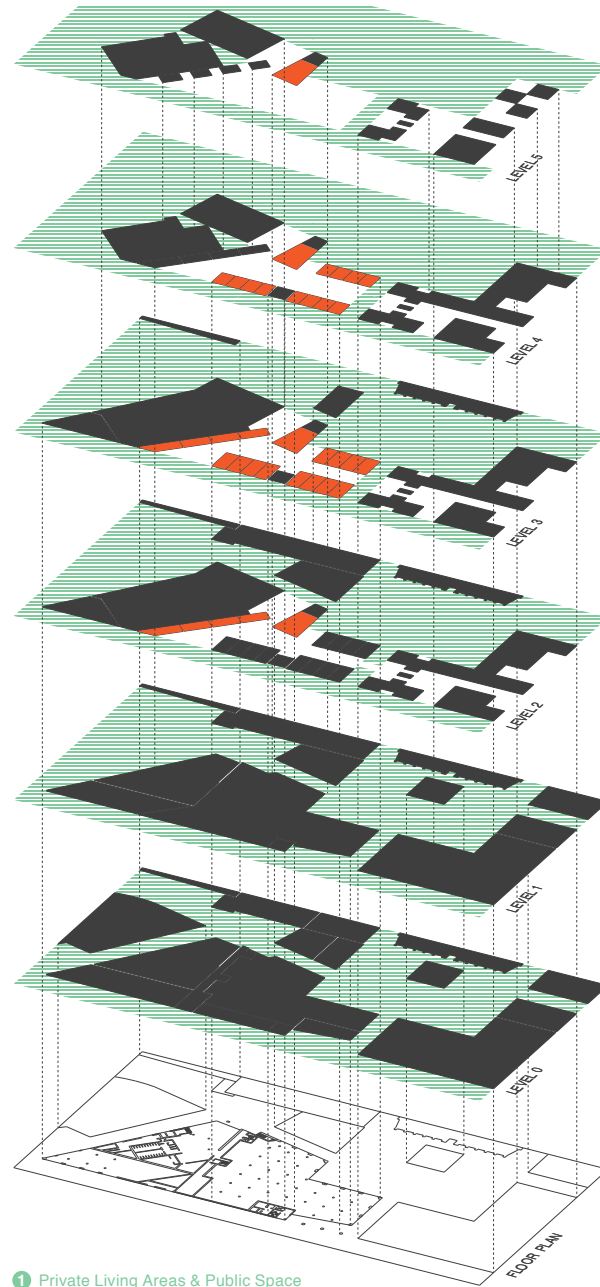 LEVEL 5
LEVEL 4
LEVEL 3
LEVEL 2
LEVEL 1
LEVEL 0
FLOOR PLAN
1 Private Living Areas & Public Space